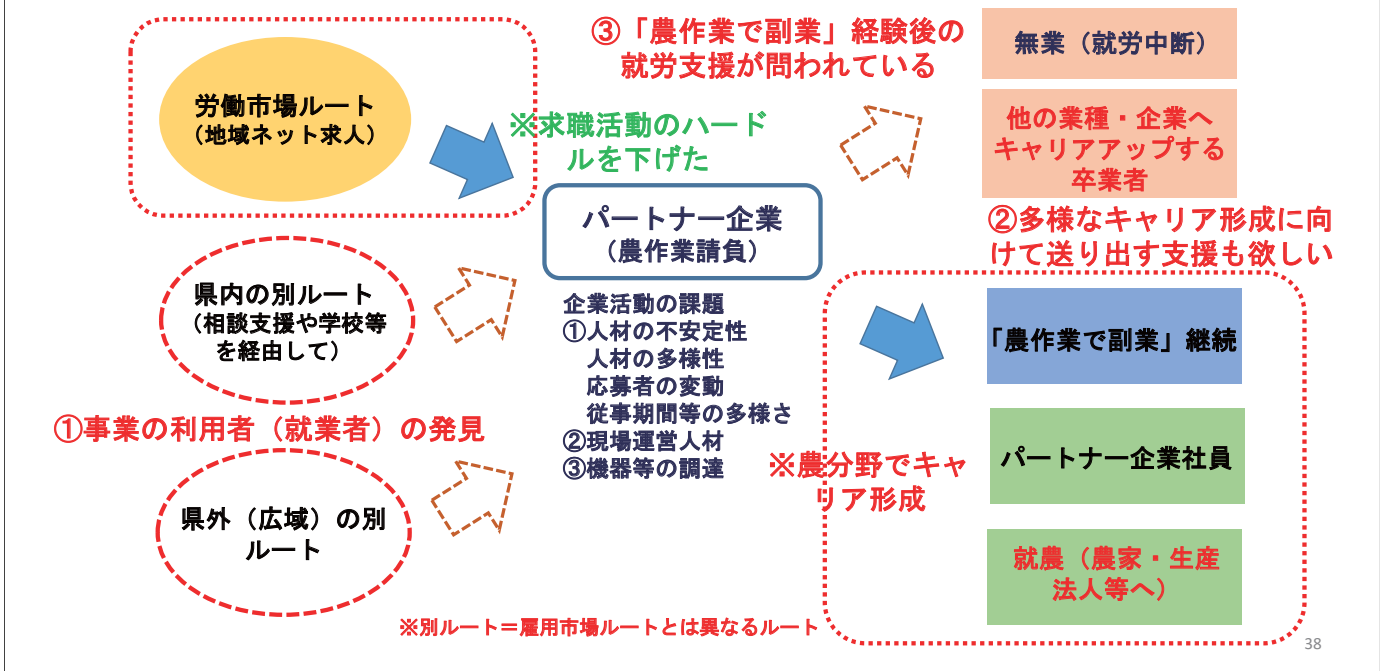 労働市場ルート
（地域ネット求人）
③「農作業で副業」経験後の
就労支援が問われている
無業（就労中断）
他の業種・企業へ
キャリアアップする
卒業者
※求職活動のハード
ルを下げた
パートナー企業
（農作業請負）
②多様なキャリア形成に向
けて送り出す支援も欲しい
県内の別ルート
（相談支援や学校等
を経由して）
企業活動の課題
①人材の不安定性
人材の多様性
応募者の変動
従事期間等の多様さ
②現場運営人材
③機器等の調達
「農作業で副業」継続
①事業の利用者（就業者）の発見
※農分野でキャ
リア形成
パートナー企業社員
県外（広域）の別
ルート
就農（農家・生産
法人等へ）
※別ルート＝雇用市場ルートとは異なるルート
38